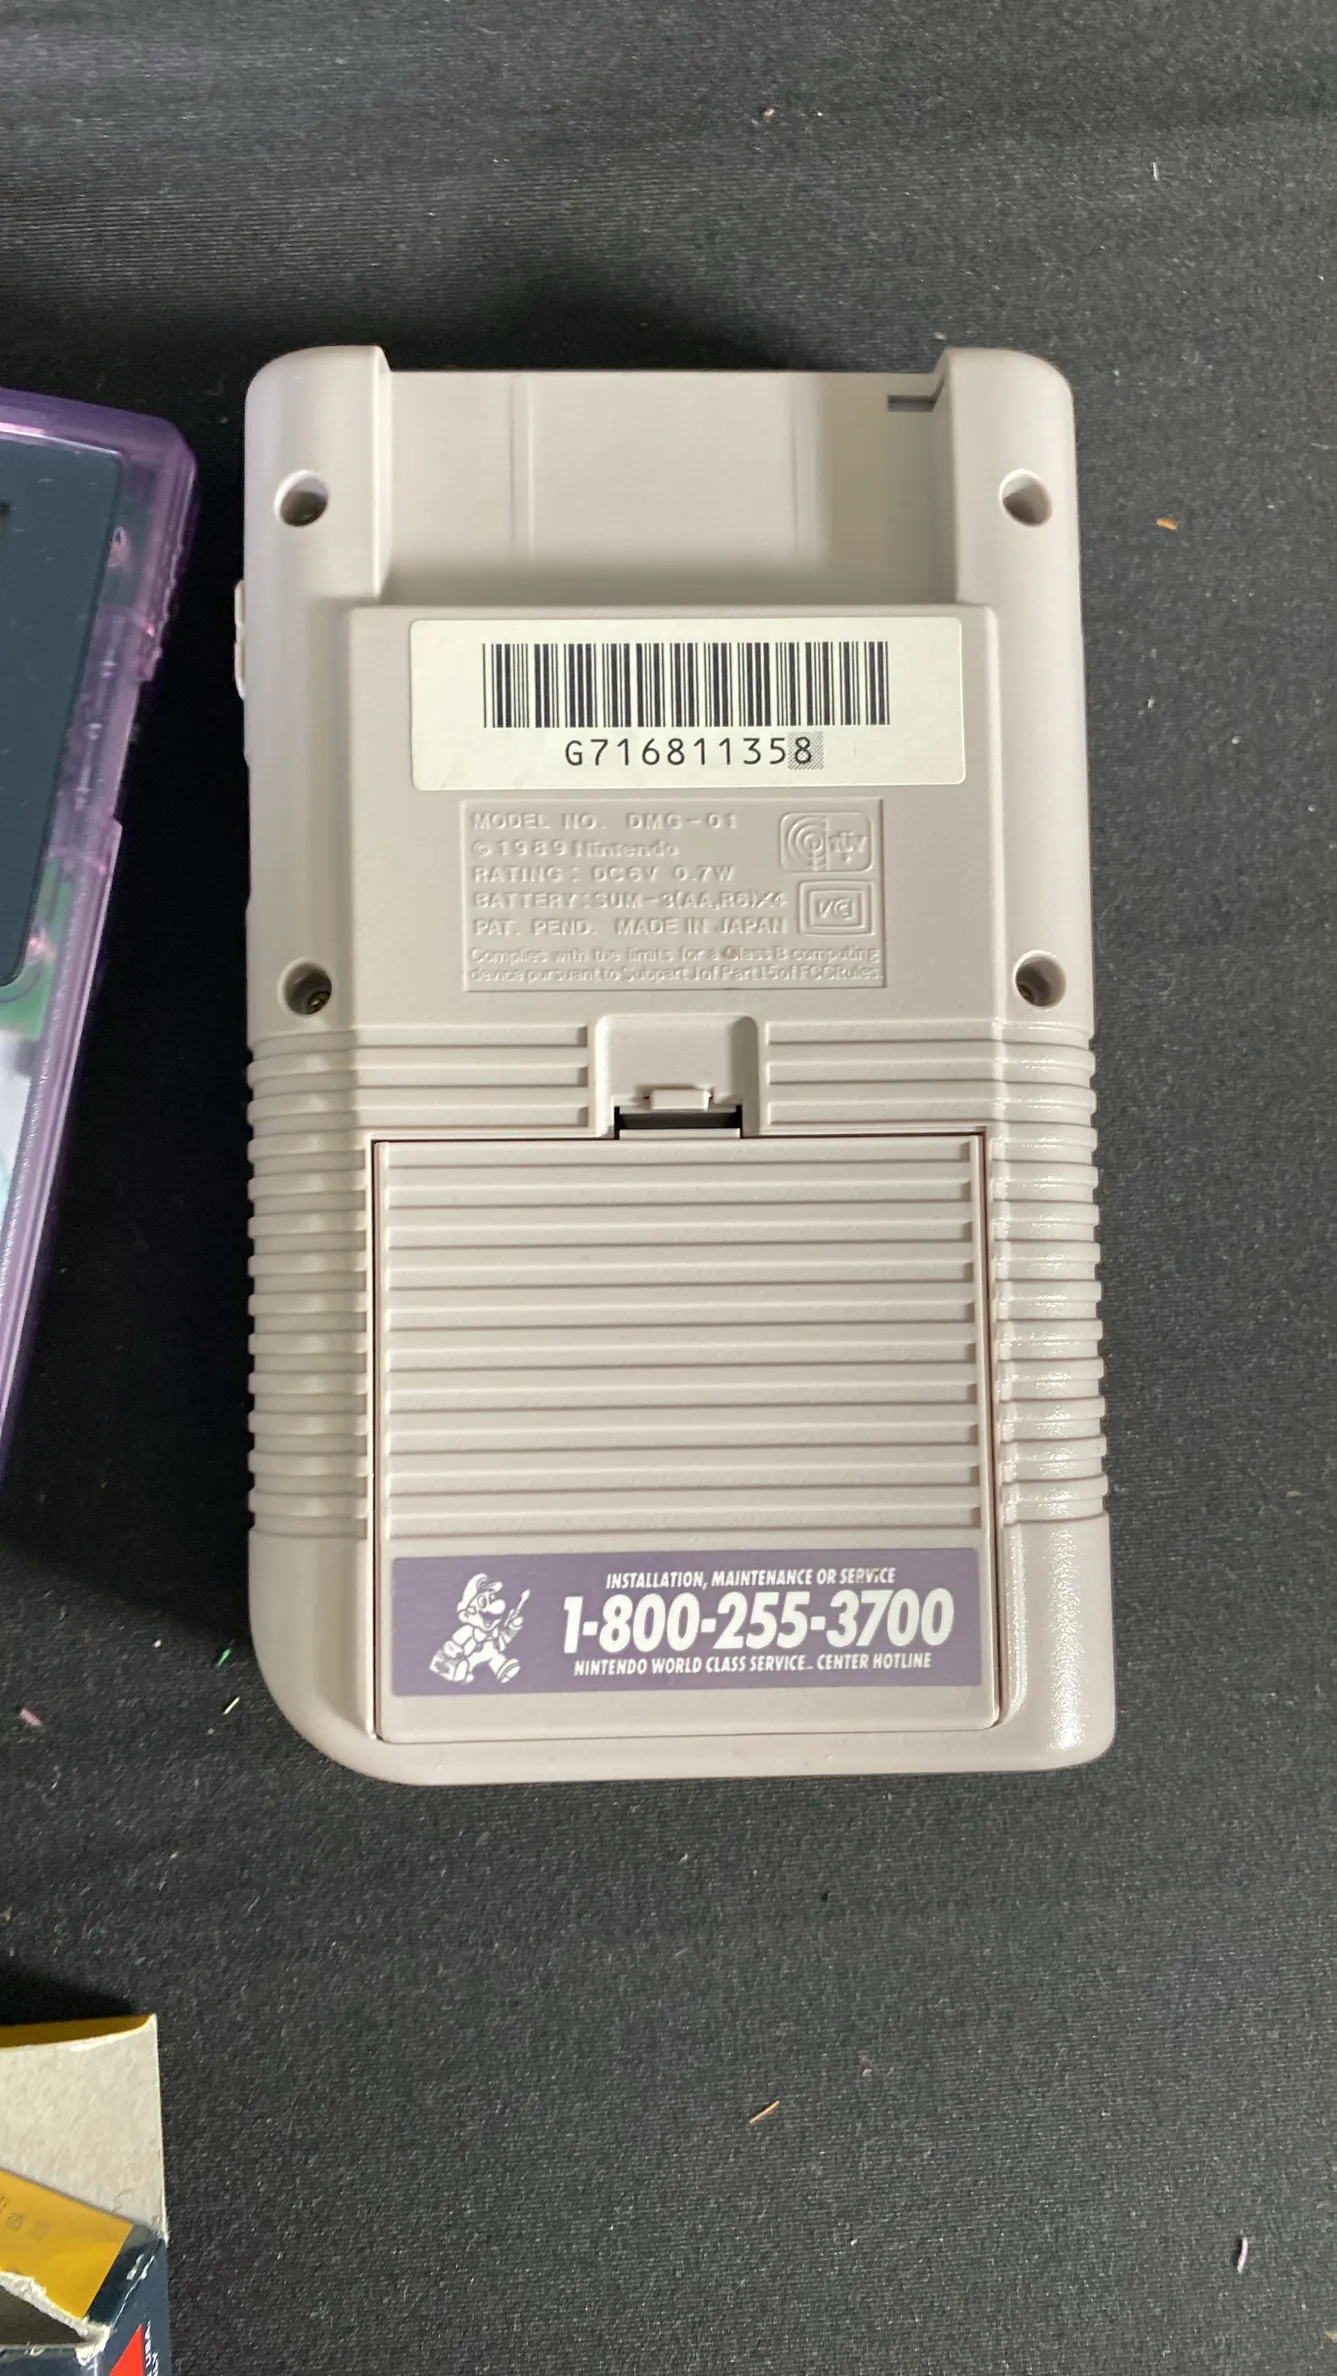 G716811358
MODEL NO. DMG-01
©1989 Nintendo
RATING: DC6V 0.7W
BATTERY:SUM-3(AA,R6)X4
PAT. PEND. MADE IN JAPAN
TÜV
Complies with the limits for a Class B computing
device pursuant to Subpart J of Part 15 of FCC Rules.
INSTALLATION, MAINTENANCE OR SERVICE
1-800-255-3700
NINTENDO WORLD CLASS SERVICE™ CENTER HOTLINE